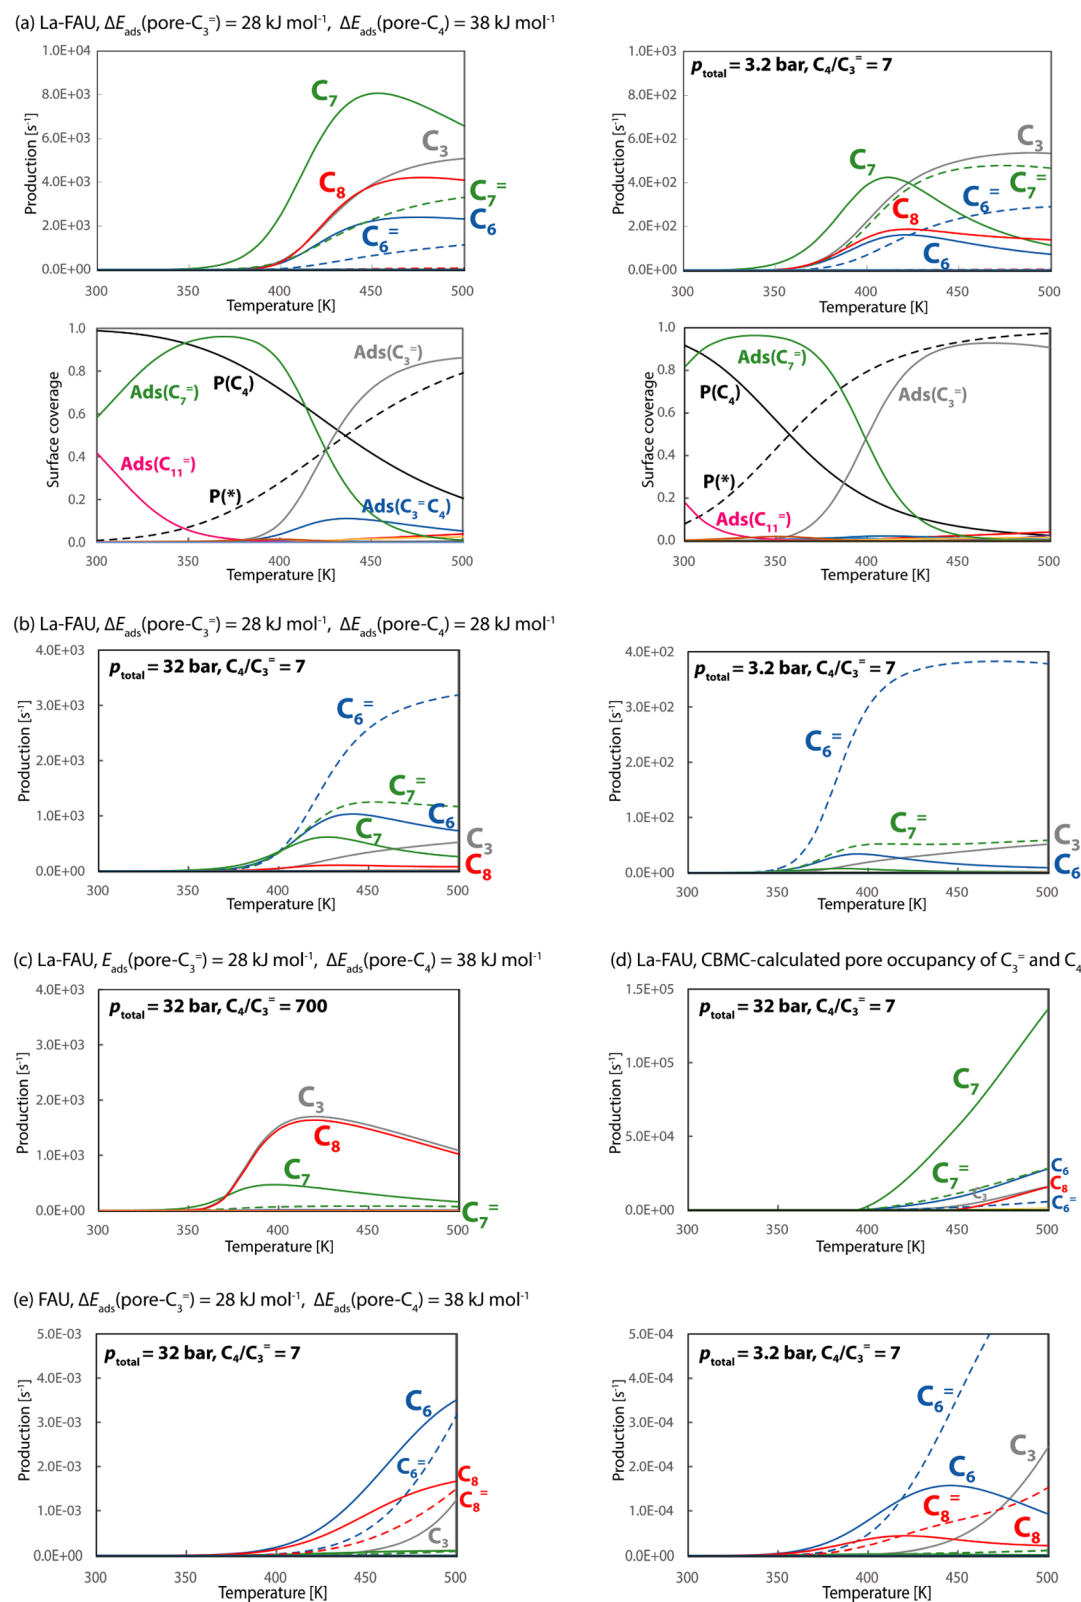 (a) La-FAU, ΔE_ads(pore-C₃⁼) = 28 kJ mol⁻¹, ΔE_ads(pore-C₄) = 38 kJ mol⁻¹
1.0E+04
8.0E+03
6.0E+03
4.0E+03
2.0E+03
0.0E+00
Production [s⁻¹]
C₇
C₃
C₈
C₇⁼
C₆
C₆⁼
300 350 400 450 500
Temperature [K]
p_total = 3.2 bar, C₄/C₃⁼ = 7
1.0E+03
8.0E+02
6.0E+02
4.0E+02
2.0E+02
0.0E+00
Production [s⁻¹]
C₃
C₇
C₇⁼
C₆⁼
C₈
C₆
300 350 400 450 500
Temperature [K]
1.0
0.8
0.6
0.4
0.2
0.0
Surface coverage
Ads(C₃⁼)
P(C₄)
Ads(C₇⁼)
Ads(C₁₁⁼)
P(*)
Ads(C₃⁼C₄)
300 350 400 450 500
Temperature [K]
1.0
0.8
0.6
0.4
0.2
0.0
Surface coverage
Ads(C₇⁼)
P(C₄)
Ads(C₃⁼)
P(*)
Ads(C₁₁⁼)
300 350 400 450 500
Temperature [K]
(b) La-FAU, ΔE_ads(pore-C₃⁼) = 28 kJ mol⁻¹, ΔE_ads(pore-C₄) = 28 kJ mol⁻¹
p_total = 32 bar, C₄/C₃⁼ = 7
4.0E+03
3.0E+03
2.0E+03
1.0E+03
0.0E+00
Production [s⁻¹]
C₆⁼
C₇⁼
C₆
C₇
C₃
C₈
300 350 400 450 500
Temperature [K]
p_total = 3.2 bar, C₄/C₃⁼ = 7
4.0E+02
3.0E+02
2.0E+02
1.0E+02
0.0E+00
Production [s⁻¹]
C₆⁼
C₇⁼
C₃
C₆
300 350 400 450 500
Temperature [K]
(c) La-FAU, E_ads(pore-C₃⁼) = 28 kJ mol⁻¹, ΔE_ads(pore-C₄) = 38 kJ mol⁻¹
p_total = 32 bar, C₄/C₃⁼ = 700
4.0E+03
3.0E+03
2.0E+03
1.0E+03
0.0E+00
Production [s⁻¹]
C₃
C₈
C₇
C₇⁼
300 350 400 450 500
Temperature [K]
(d) La-FAU, CBMC-calculated pore occupancy of C₃⁼ and C₄
p_total = 32 bar, C₄/C₃⁼ = 7
1.5E+05
1.0E+05
5.0E+04
0.0E+00
Production [s⁻¹]
C₇
C₇⁼
C₆
C₃
C₈
C₆⁼
300 350 400 450 500
Temperature [K]
(e) FAU, ΔE_ads(pore-C₃⁼) = 28 kJ mol⁻¹, ΔE_ads(pore-C₄) = 38 kJ mol⁻¹
p_total = 32 bar, C₄/C₃⁼ = 7
5.0E-03
4.0E-03
3.0E-03
2.0E-03
1.0E-03
0.0E+00
Production [s⁻¹]
C₆
C₆⁼
C₈
C₈⁼
C₃
300 350 400 450 500
Temperature [K]
p_total = 3.2 bar, C₄/C₃⁼ = 7
5.0E-04
4.0E-04
3.0E-04
2.0E-04
1.0E-04
0.0E+00
Production [s⁻¹]
C₆⁼
C₃
C₆
C₈⁼
C₈
300 350 400 450 500
Temperature [K]